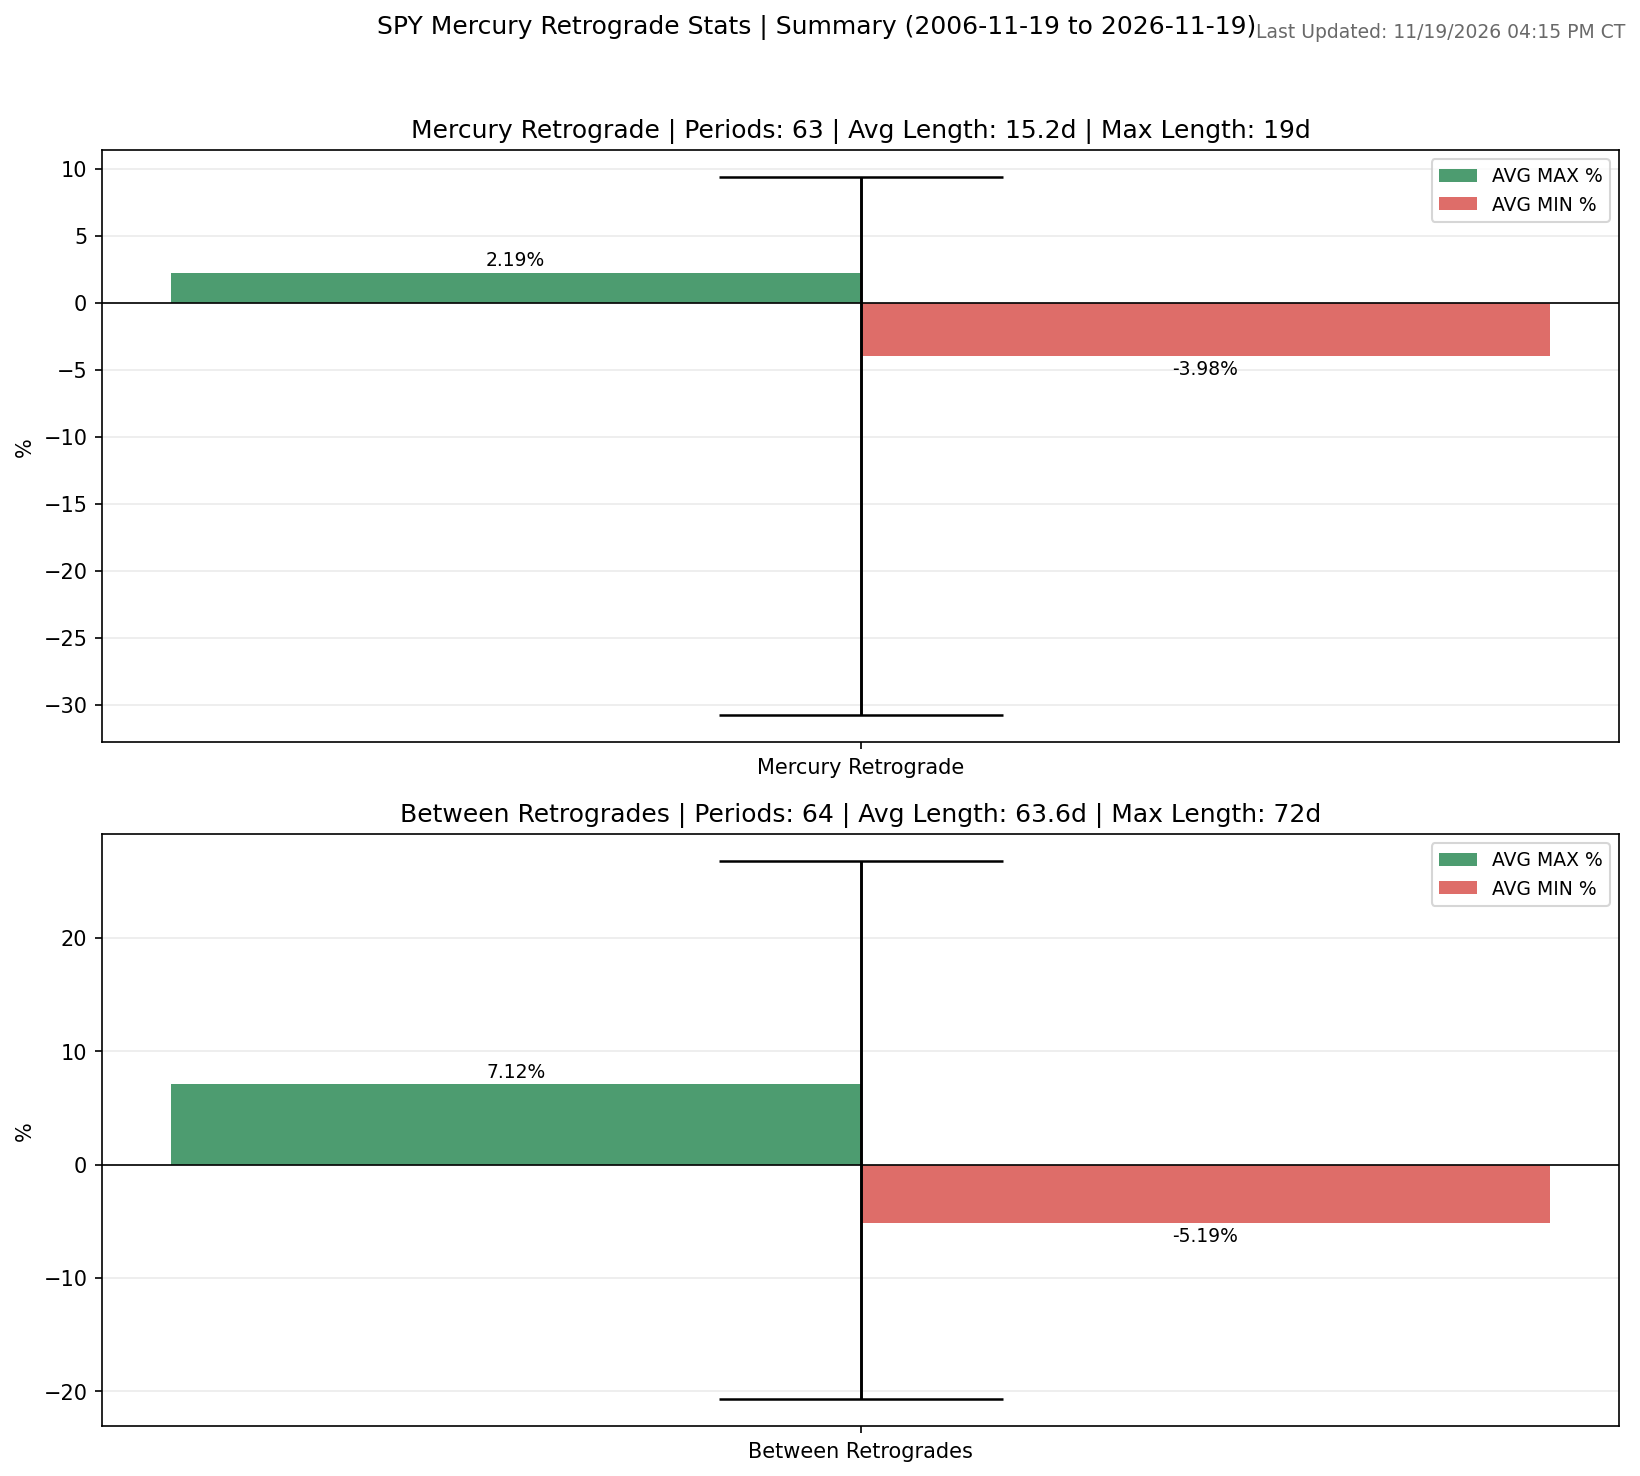 SPY Mercury Retrograde Stats | Summary (2006-11-19 to 2026-11-19)
Last Updated: 11/19/2026 04:15 PM CT
Mercury Retrograde | Periods: 63 | Avg Length: 15.2d | Max Length: 19d
AVG MAX %
AVG MIN %
10
5
0
−5
−10
−15
−20
−25
−30
%
2.19%
-3.98%
Mercury Retrograde
Between Retrogrades | Periods: 64 | Avg Length: 63.6d | Max Length: 72d
AVG MAX %
AVG MIN %
20
10
0
−10
−20
%
7.12%
-5.19%
Between Retrogrades